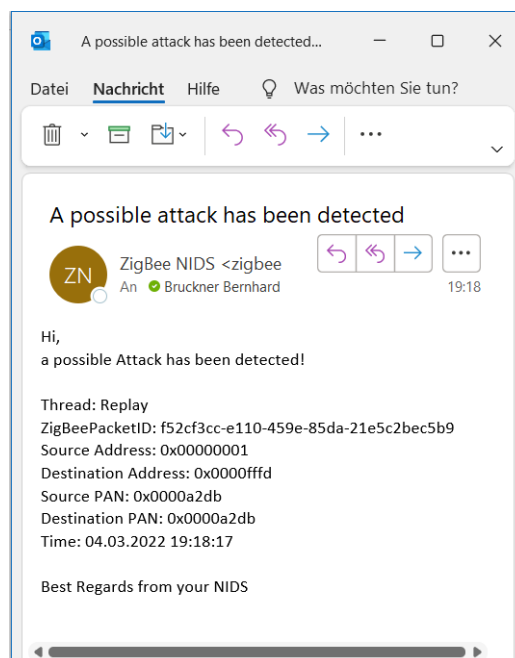 A possible attack has been detected...
Datei Nachricht Hilfe Was möchten Sie tun?
A possible attack has been detected
ZN
ZigBee NIDS <zigbee
An Bruckner Bernhard
19:18
Hi,
a possible Attack has been detected!
Thread: Replay
ZigBeePacketID: f52cf3cc-e110-459e-85da-21e5c2bec5b9
Source Address: 0x00000001
Destination Address: 0x0000fffd
Source PAN: 0x0000a2db
Destination PAN: 0x0000a2db
Time: 04.03.2022 19:18:17
Best Regards from your NIDS